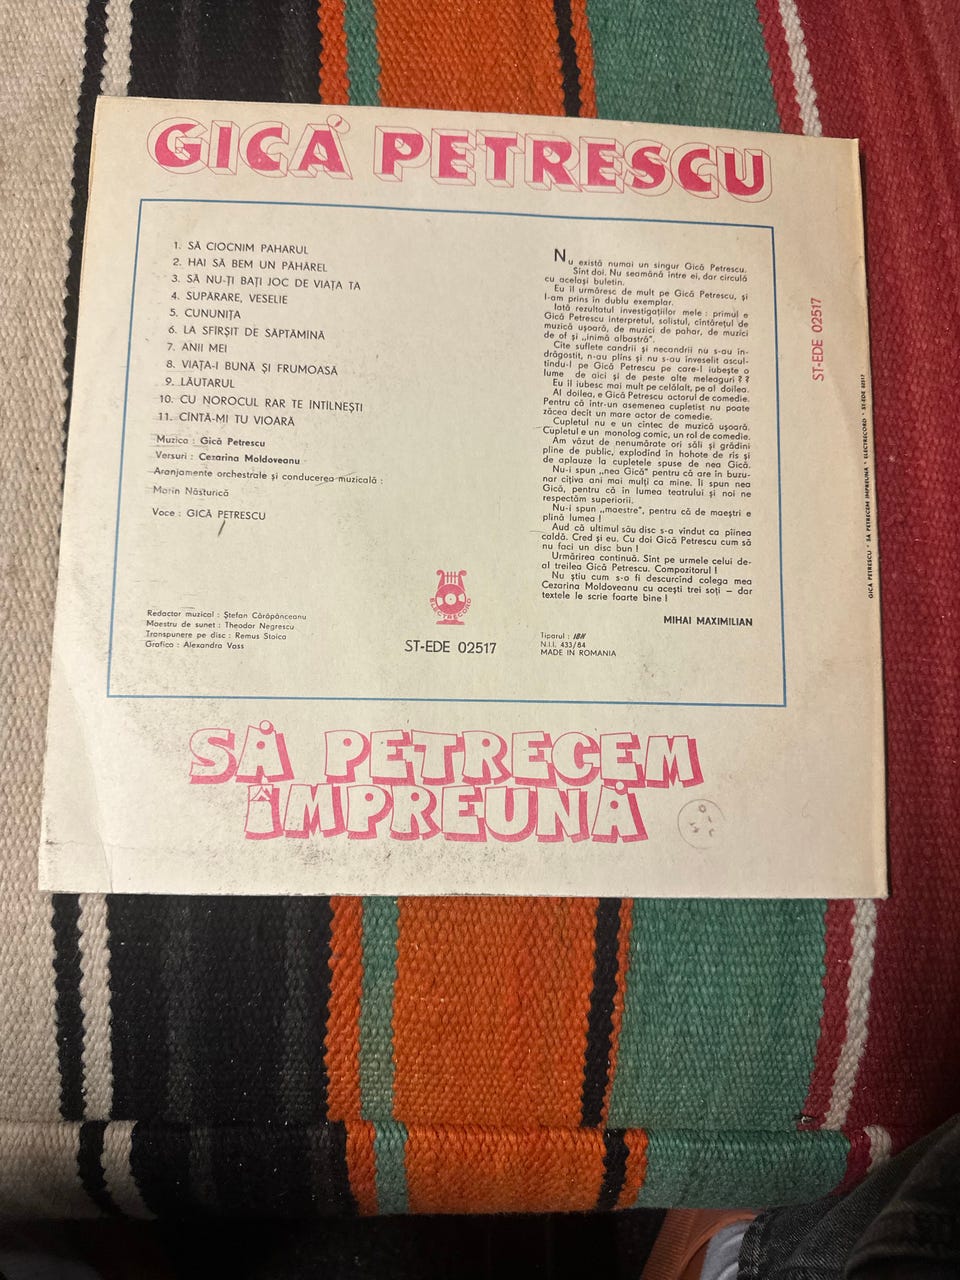 GICĂ PETRESCU
1. SĂ CIOCNIM PAHARUL
2. HAI SĂ BEM UN PĂHĂREL
3. SĂ NU-ȚI BAȚI JOC DE VIAȚA TA
4. SUPĂRARE, VESELIE
5. CUNUNIȚA
6. LA SFÎRȘIT DE SĂPTĂMÎNĂ
7. ANII MEI
8. VIAȚA-I BUNĂ ȘI FRUMOASĂ
9. LĂUTARUL
10. CU NOROCUL RAR TE ÎNTÎLNEȘTI
11. CÎNTĂ-MI TU VIOARĂ
Muzica : Gică Petrescu
Versuri : Cezarina Moldoveanu
Aranjamente orchestrale și conducerea muzicală :
Marin Năsturică
Voce : GICĂ PETRESCU
Redactor muzical : Ștefan Cărăpănceanu
Maestru de sunet : Theodor Negrescu
Transpunere pe disc : Remus Stoica
Grafica : Alexandra Vass
ELECTRECORD
ST-EDE 02517
Nu există numai un singur Gică Petrescu.
Sînt doi. Nu seamănă între ei, dar circulă
cu același buletin.
Eu îl urmăresc de mult pe Gică Petrescu, și
l-am prins în dublu exemplar.
Iată rezultatul investigațiilor mele : primul e
Gică Petrescu interpretul, solistul, cîntărețul de
muzică ușoară, de muzici de pahar, de muzici
de of și „inimă albastră".
Cîte suflete candrii și necandrii nu s-au în-
drăgostit, n-au plîns și nu s-au înveselit ascul-
tîndu-l pe Gică Petrescu pe care-l iubește o
lume de aici și de peste alte meleaguri ? ?
Eu îl iubesc mai mult pe celălalt, pe al doilea.
Al doilea, e Gică Petrescu actorul de comedie.
Pentru că într-un asemenea cupletist nu poate
zăcea decît un mare actor de comedie.
Cupletul nu e un cîntec de muzică ușoară.
Cupletul e un monolog comic, un rol de comedie.
Am văzut de nenumărate ori săli și grădini
pline de public, explodînd în hohote de rîs și
de aplauze la cupletele spuse de nea Gică.
Nu-i spun „nea Gică" pentru că are în buzu-
nar cîțiva ani mai mulți ca mine. Îi spun nea
Gică, pentru că în lumea teatrului și noi ne
respectăm superiorii.
Nu-i spun „maestre", pentru că de maeștri e
plină lumea !
Aud că ultimul său disc s-a vîndut ca pîinea
caldă. Cred și eu. Cu doi Gică Petrescu cum să
nu faci un disc bun !
Urmărirea continuă. Sînt pe urmele celui de-
al treilea Gică Petrescu. Compozitorul !
Nu știu cum s-o fi descurcînd colega mea
Cezarina Moldoveanu cu acești trei soți — dar
textele le scrie foarte bine !
MIHAI MAXIMILIAN
Tiparul : IBH
N.I.I. 433/84
MADE IN ROMANIA
SĂ PETRECEM
ÎMPREUNĂ
ST-EDE 02517
GICĂ PETRESCU • SĂ PETRECEM ÎMPREUNĂ • ELECTRECORD • ST-EDE 02517